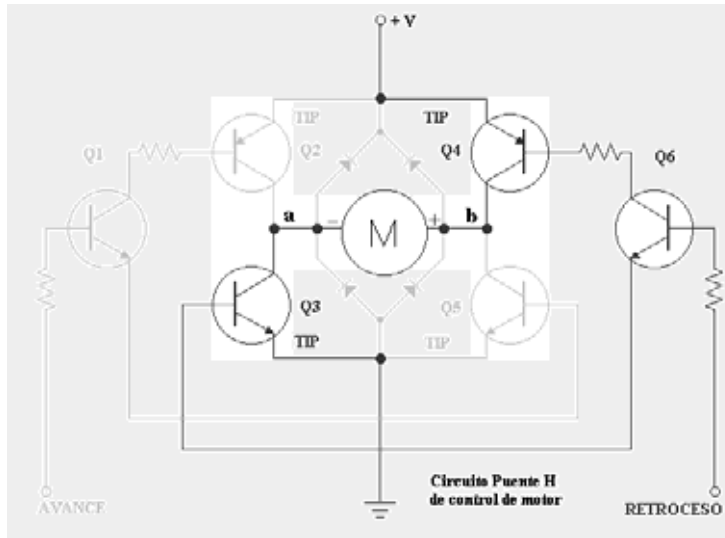 + V
TIP
TIP
Q1
Q2
Q4
Q6
a
−
M
+
b
Q3
Q5
TIP
TIP
Circuito Puente H
de control de motor
AVANCE
RETROCESO